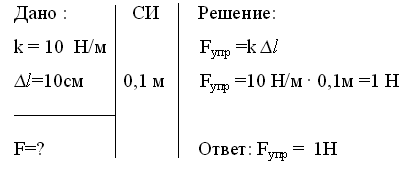 Дано : СИ Решение:
k = 10 Н/м Fупр =k Δl
Δl=10см 0,1 м Fупр =10 Н/м · 0,1м =1 Н
F=? Ответ: Fупр = 1Н